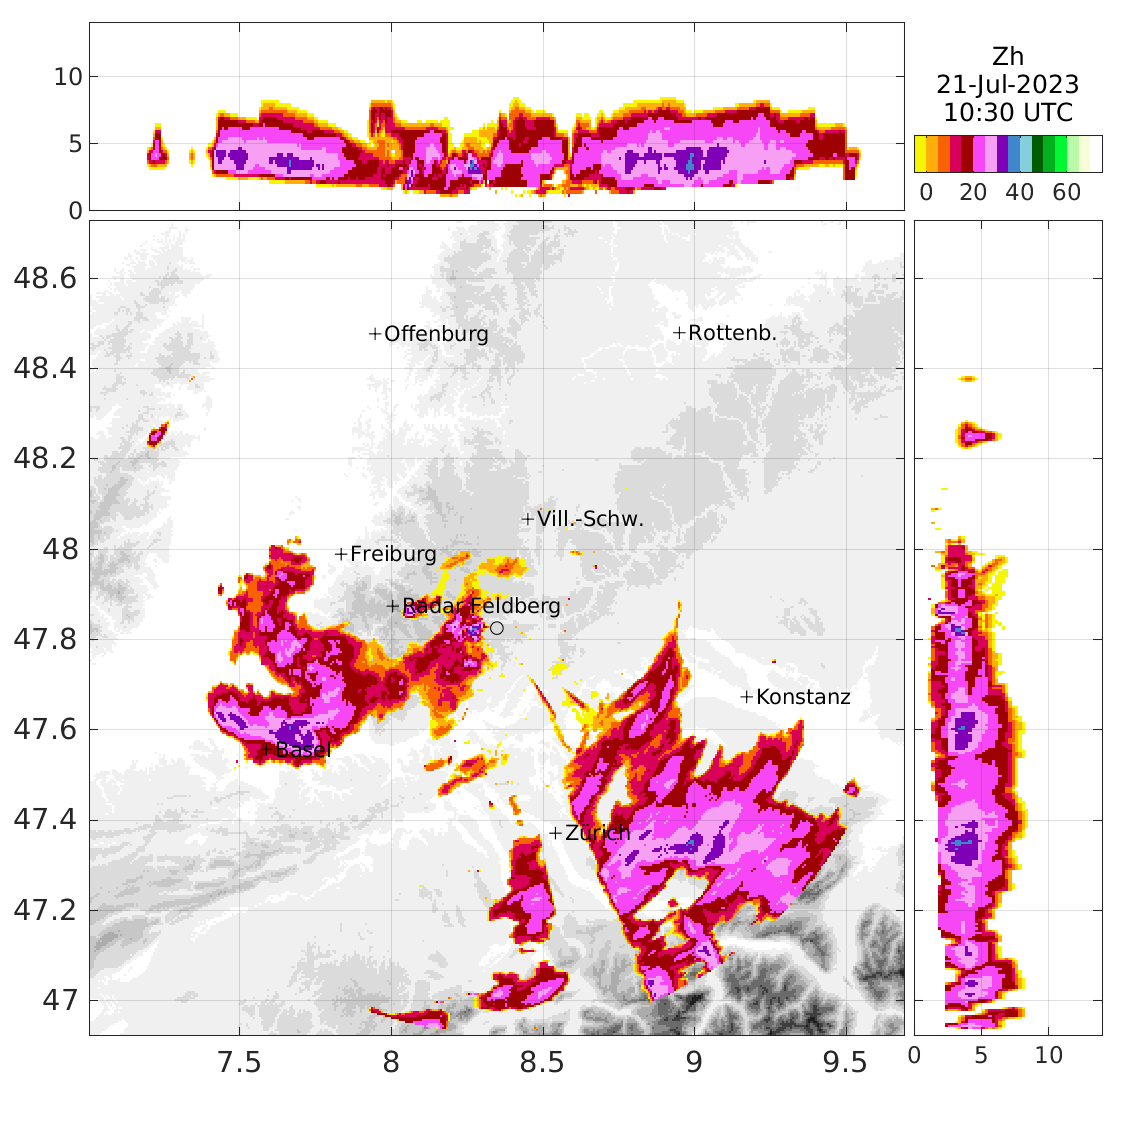 10
5
0
Zh
21-Jul-2023
10:30 UTC
0 20 40 60
48.6
48.4
48.2
48
47.8
47.6
47.4
47.2
47
Offenburg
Rottenb.
Vill.-Schw.
Freiburg
Radar Feldberg
Konstanz
Basel
Zürich
7.5 8 8.5 9 9.5
0 5 10